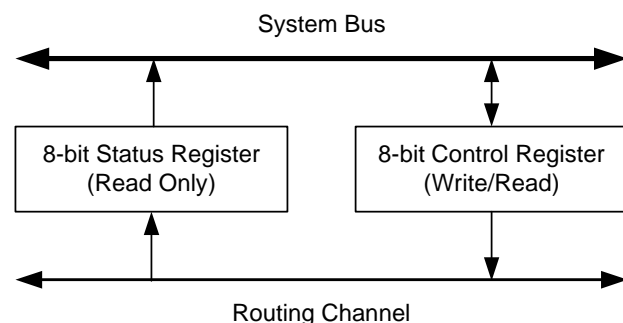 System Bus
8-bit Status Register
(Read Only)
8-bit Control Register
(Write/Read)
Routing Channel